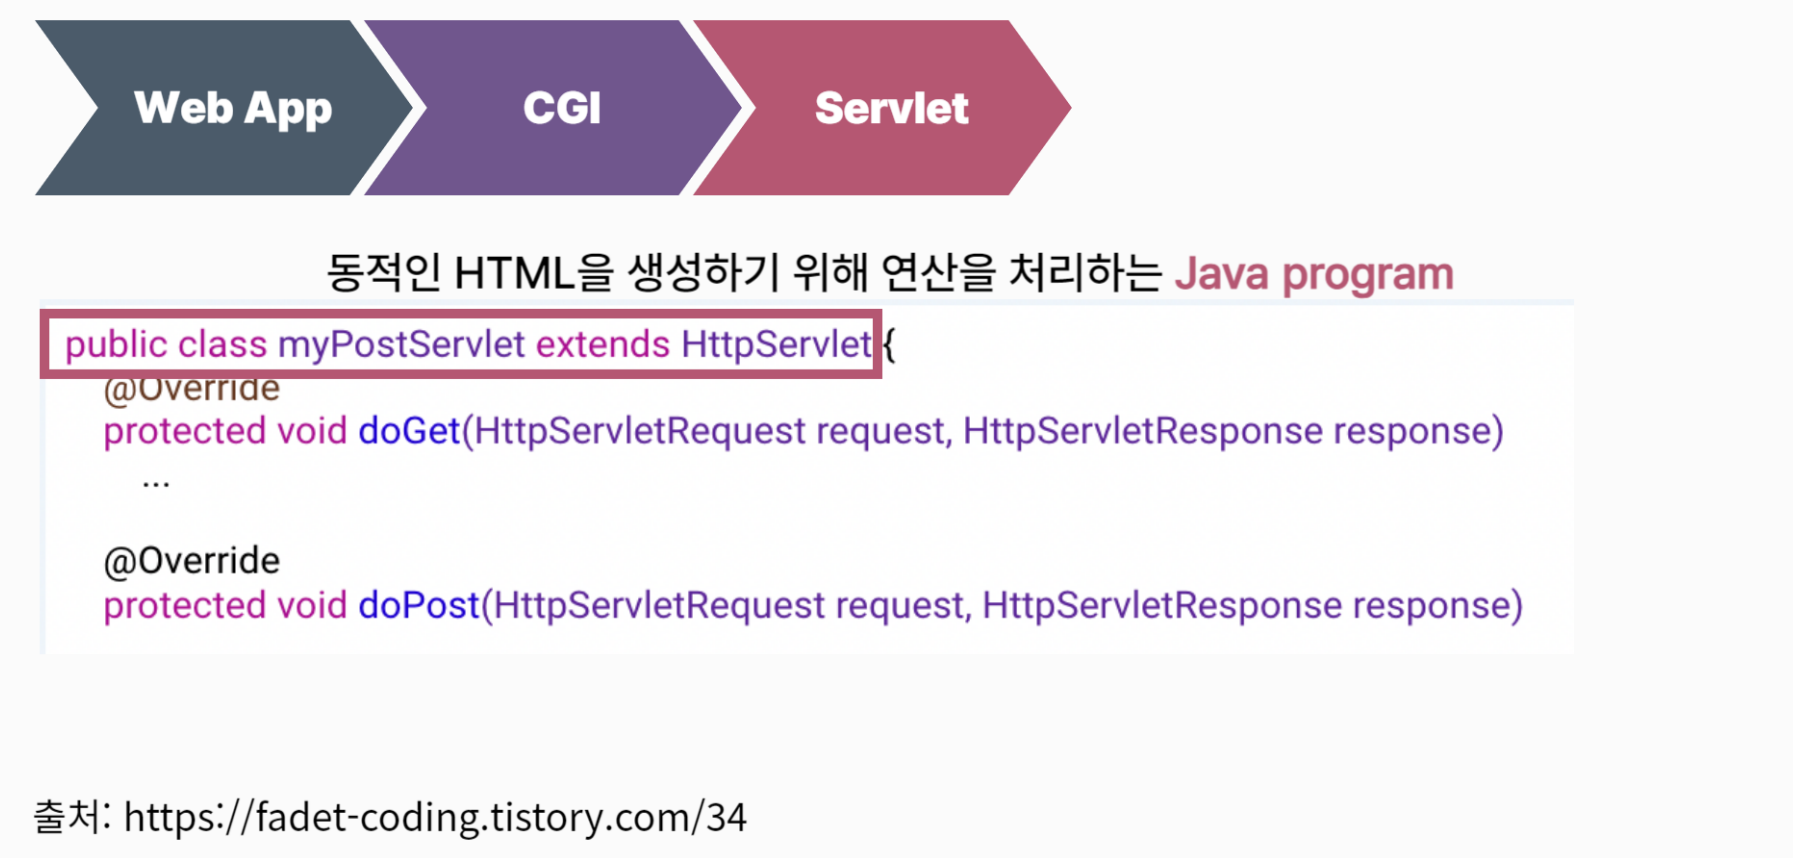 Web App
CGI
Servlet
동적인 HTML을 생성하기 위해 연산을 처리하는 Java program
public class myPostServlet extends HttpServlet {
@Override
protected void doGet(HttpServletRequest request, HttpServletResponse response)
...
@Override
protected void doPost(HttpServletRequest request, HttpServletResponse response)
출처: https://fadet-coding.tistory.com/34